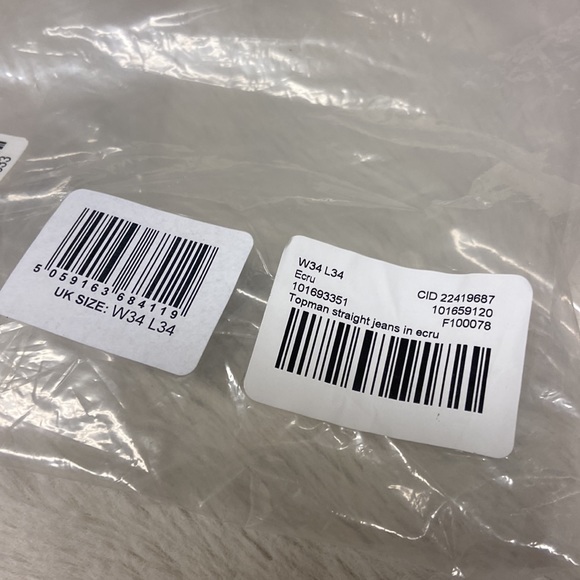 333
5 059163 684119
UK SIZE: W34 L34
W34 L34
Ecru
101693351
Topman straight jeans in ecru
CID 22419687
101659120
F100078